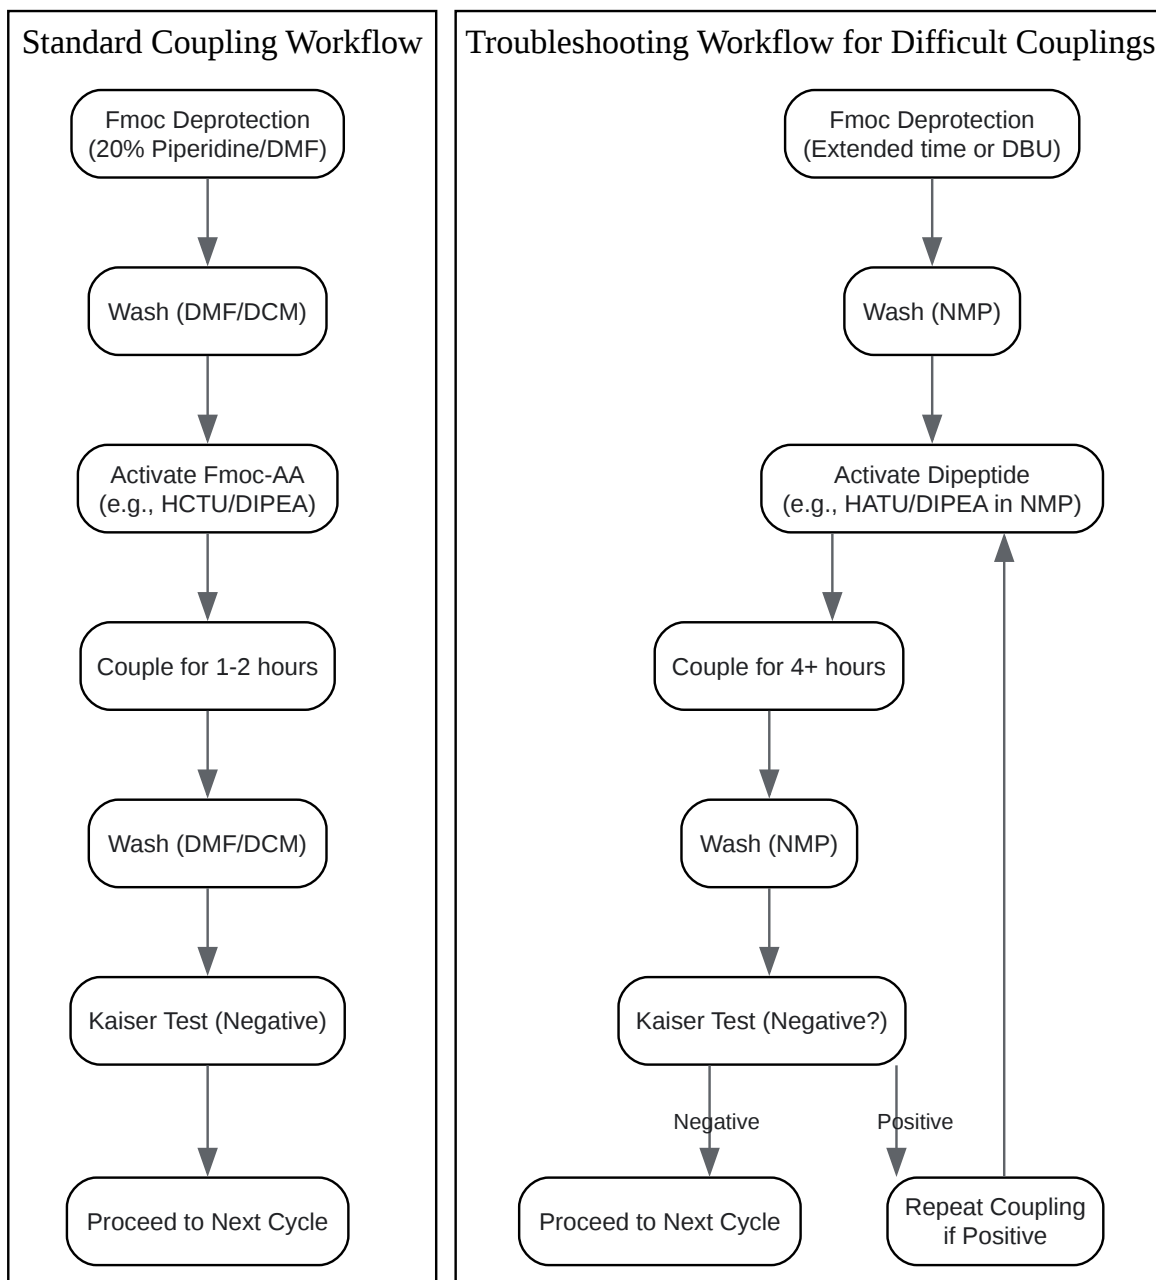 Standard Coupling Workflow
Fmoc Deprotection
(20% Piperidine/DMF)
Wash (DMF/DCM)
Activate Fmoc-AA
(e.g., HCTU/DIPEA)
Couple for 1-2 hours
Wash (DMF/DCM)
Kaiser Test (Negative)
Proceed to Next Cycle
Troubleshooting Workflow for Difficult Couplings
Fmoc Deprotection
(Extended time or DBU)
Wash (NMP)
Activate Dipeptide
(e.g., HATU/DIPEA in NMP)
Couple for 4+ hours
Wash (NMP)
Kaiser Test (Negative?)
Negative
Positive
Proceed to Next Cycle
Repeat Coupling
if Positive